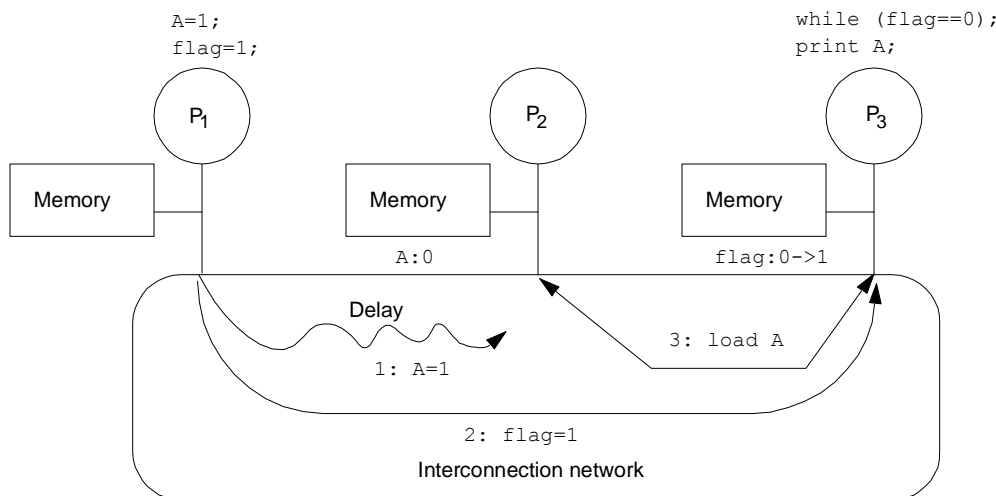 A=1;
flag=1;
while (flag==0);
print A;
P1
P2
P3
Memory
Memory
Memory
A:0
flag:0->1
Delay
1: A=1
3: load A
2: flag=1
Interconnection network